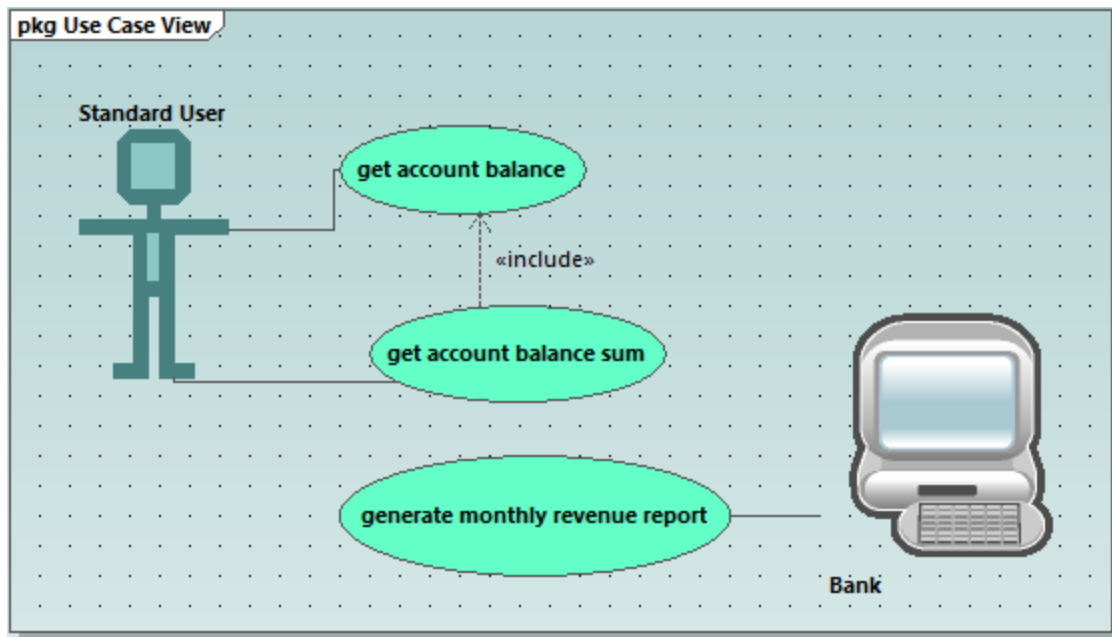 pkg Use Case View
Standard User
get account balance
«include»
get account balance sum
generate monthly revenue report
Bank